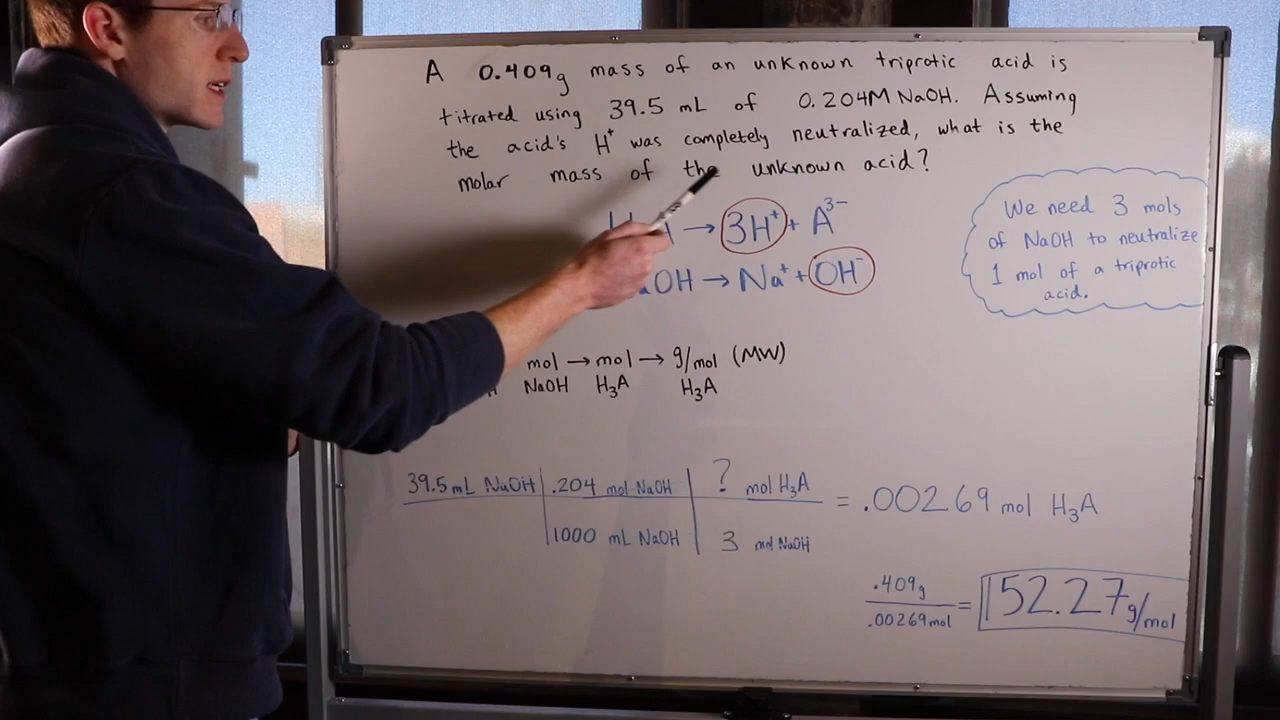 A 0.409g mass of an unknown triprotic acid is
titrated using 39.5 mL of 0.204M NaOH. Assuming
the acid's H⁺ was completely neutralized, what is the
molar mass of the unknown acid?
We need 3 mols
of NaOH to neutralize
1 mol of a triprotic
acid.
→ 3H⁺ + A³⁻
OH → Na⁺ + OH⁻
mol → mol → g/mol (MW)
NaOH H₃A H₃A
39.5mL NaOH .204 mol NaOH ? mol H₃A
1000 mL NaOH 3 mol NaOH
= .00269 mol H₃A
.409g
.00269mol
= 152.27g/mol